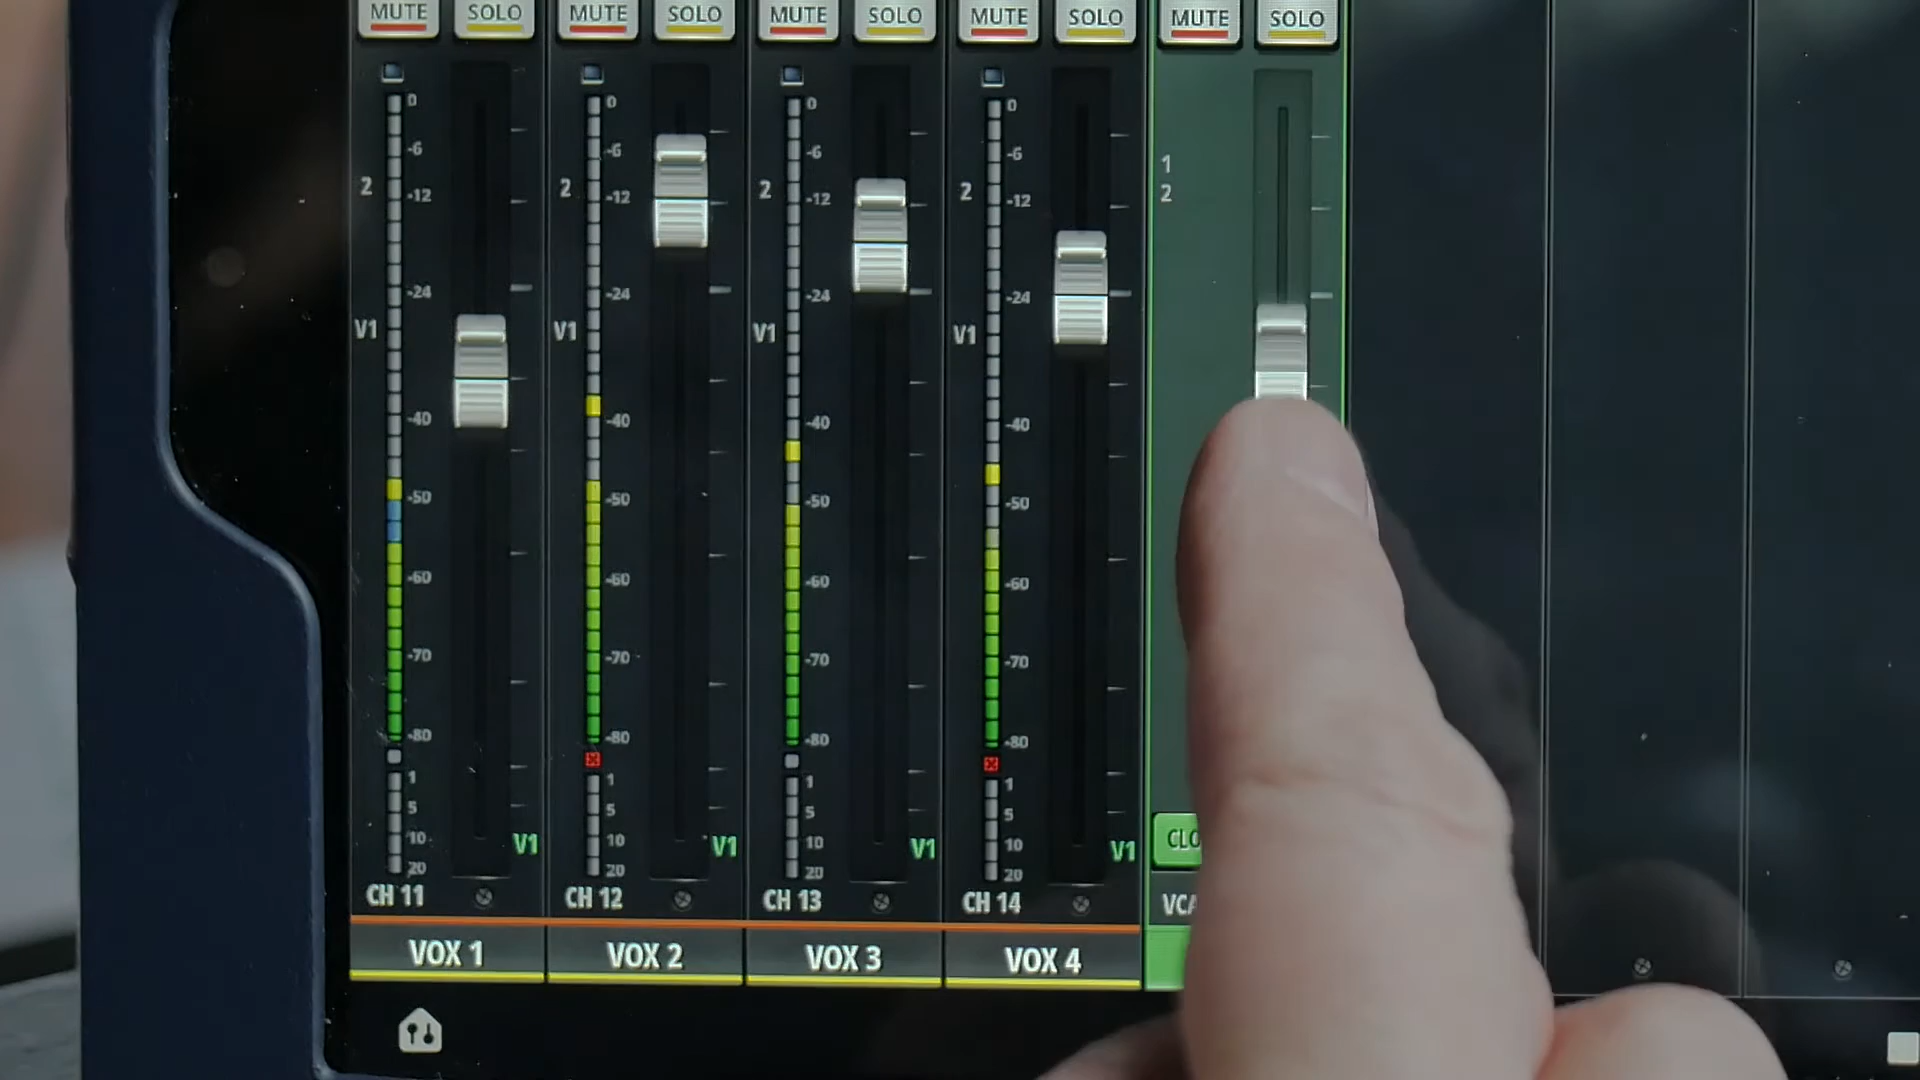 MUTE SOLO MUTE SOLO MUTE SOLO MUTE SOLO MUTE SOLO
0 0 0 0
-6 -6 -6 -6
1
2 -12 2 -12 2 -12 2 -12 2
-24 -24 -24 -24
V1 V1 V1 V1
-40 -40 -40 -40
-50 -50 -50 -50
-60 -60 -60 -60
-70 -70 -70 -70
-80 -80 -80 -80
1 1 1 1
5 5 5 5
10 V1 10 V1 10 V1 10 V1 CLO
20 20 20 20
CH 11 CH 12 CH 13 CH 14 VCA
VOX 1 VOX 2 VOX 3 VOX 4